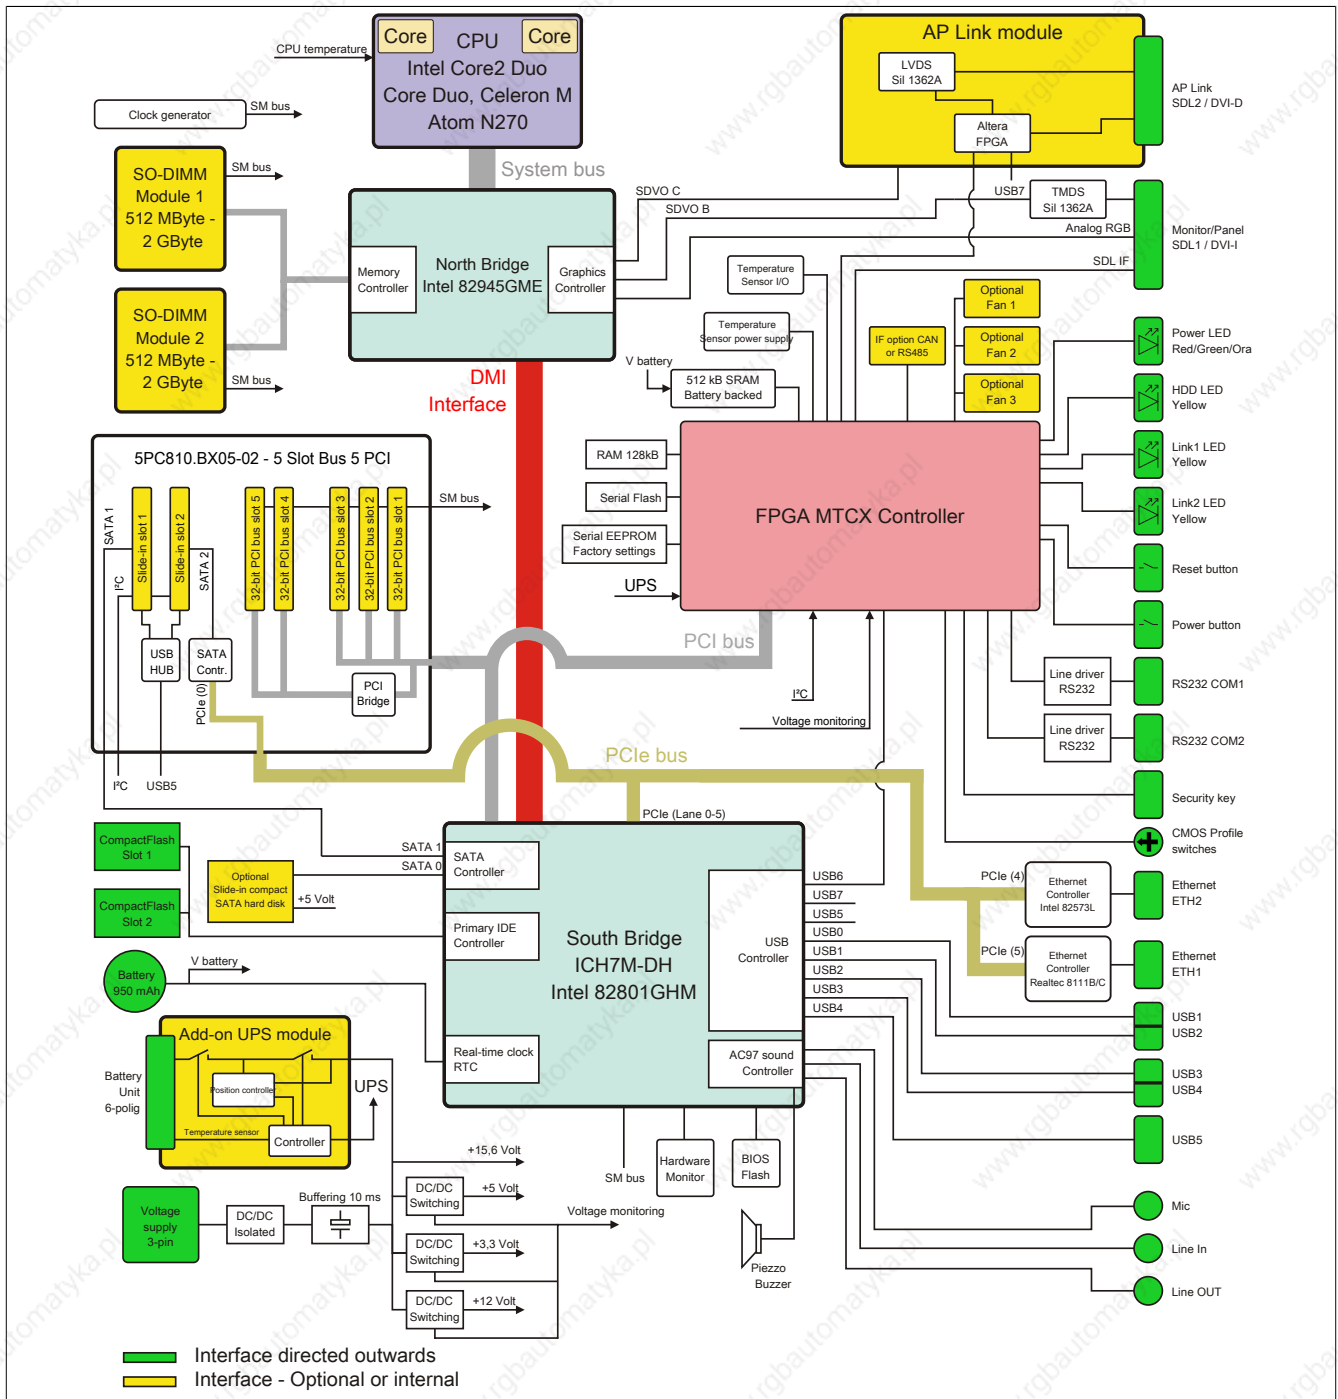 Core
CPU
Core
CPU temperature
Intel Core2 Duo
Core Duo, Celeron M
Atom N270
Clock generator
SM bus
System bus
AP Link module
LVDS
Sil 1362A
Altera
FPGA
AP Link
SDL2 / DVI-D
SO-DIMM
Module 1
512 MByte -
2 GByte
SM bus
SO-DIMM
Module 2
512 MByte -
2 GByte
SM bus
Memory
Controller
North Bridge
Intel 82945GME
Graphics
Controller
SDVO C
SDVO B
USB7
TMDS
Sil 1362A
Analog RGB
SDL IF
Monitor/Panel
SDL1 / DVI-I
Temperature
Sensor I/O
Temperature
Sensor power supply
V battery
512 kB SRAM
Battery backed
IF option CAN
or RS485
Optional
Fan 1
Optional
Fan 2
Optional
Fan 3
Power LED
Red/Green/Ora
HDD LED
Yellow
Link1 LED
Yellow
Link2 LED
Yellow
Reset button
Power button
DMI
Interface
RAM 128kB
Serial Flash
Serial EEPROM
Factory settings
UPS
FPGA MTCX Controller
PCI bus
I²C
Voltage monitoring
Line driver
RS232
RS232 COM1
Line driver
RS232
RS232 COM2
Security key
CMOS Profile
switches
5PC810.BX05-02 - 5 Slot Bus 5 PCI
SATA 1
Slide-in slot 1
Slide-in slot 2
32-bit PCI bus slot 5
32-bit PCI bus slot 4
32-bit PCI bus slot 3
32-bit PCI bus slot 2
32-bit PCI bus slot 1
SM bus
I²C
SATA 2
USB
HUB
SATA
Contr.
PCIe (0)
PCI
Bridge
I²C
USB5
PCIe bus
PCIe (Lane 0-5)
CompactFlash
Slot 1
CompactFlash
Slot 2
Optional
Slide-in compact
SATA hard disk
+5 Volt
SATA 1
SATA 0
SATA
Controller
Primary IDE
Controller
South Bridge
ICH7M-DH
Intel 82801GHM
USB
Controller
USB6
USB7
USB5
USB0
USB1
USB2
USB3
USB4
PCIe (4)
Ethernet
Controller
Intel 82573L
Ethernet
ETH2
PCIe (5)
Ethernet
Controller
Realtec 8111B/C
Ethernet
ETH1
USB1
USB2
USB3
USB4
USB5
Battery
950 mAh
V battery
Real-time clock
RTC
AC97 sound
Controller
Add-on UPS module
Battery
Unit
6-polig
Position controller
Temperature sensor
Controller
UPS
SM bus
Hardware
Monitor
BIOS
Flash
Piezzo
Buzzer
Mic
Line In
Line OUT
Voltage
supply
3-pin
DC/DC
Isolated
Buffering 10 ms
+15,6 Volt
DC/DC
Switching
+5 Volt
Voltage monitoring
DC/DC
Switching
+3,3 Volt
DC/DC
Switching
+12 Volt
Interface directed outwards
Interface - Optional or internal
www.rgbautomatyka.pl